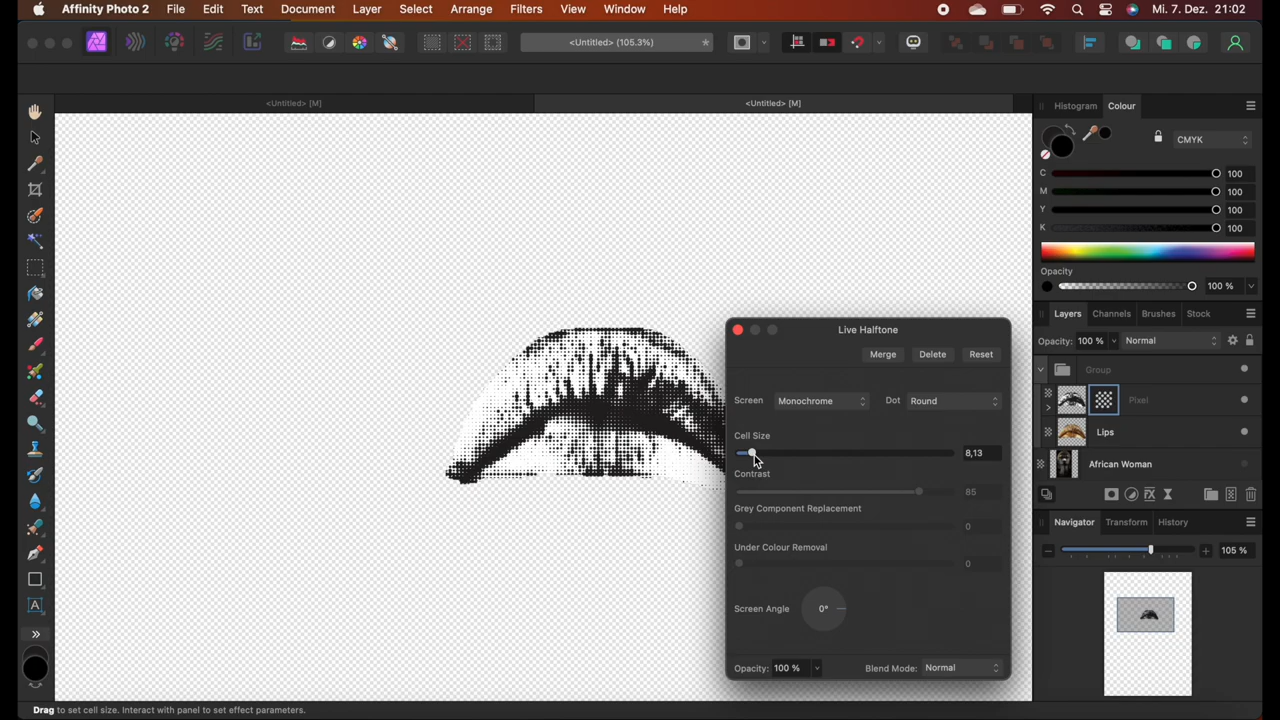 Affinity Photo 2 File Edit Text Document Layer Select Arrange Filters View Window Help Mi. 7. Dez. 21:02
<Untitled> (105.3%) *
<Untitled> [M] <Untitled> [M]
Histogram Colour
CMYK
C 100
M 100
Y 100
K 100
Opacity
100 %
Layers Channels Brushes Stock
Opacity: 100 % Normal
Group
Pixel
Lips
African Woman
Navigator Transform History
105 %
Live Halftone
Merge Delete Reset
Screen Monochrome Dot Round
Cell Size
8,13
Contrast
85
Grey Component Replacement
0
Under Colour Removal
0
Screen Angle 0°
Opacity: 100 % Blend Mode: Normal
Drag to set cell size. Interact with panel to set effect parameters.